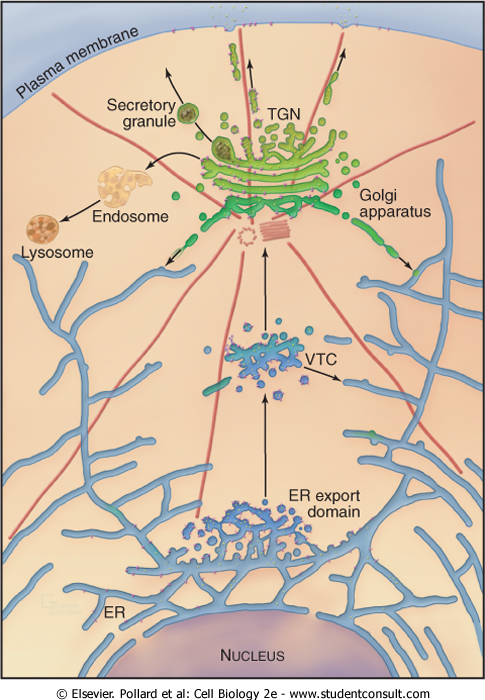 Plasma membrane
Secretory
granule
TGN
Golgi
apparatus
Endosome
Lysosome
VTC
ER export
domain
ER
NUCLEUS
© Elsevier. Pollard et al: Cell Biology 2e - www.studentconsult.com